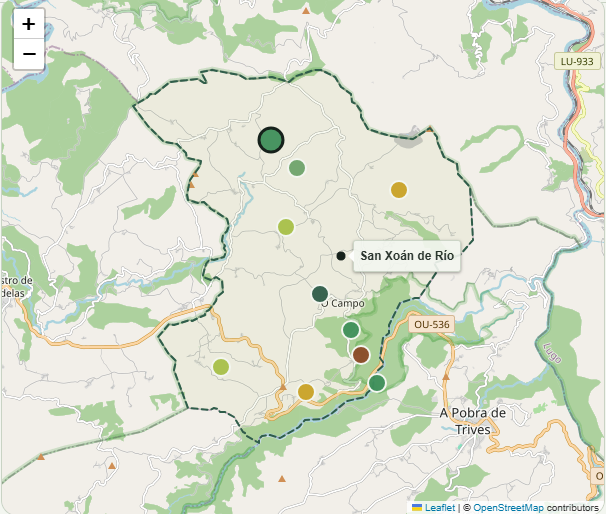 +
−
LU-933
San Xoán de Río
stro de
delas
O Campo
OU-536
Lugo
A Pobra de
Trives
O
Leaflet | © OpenStreetMap contributors